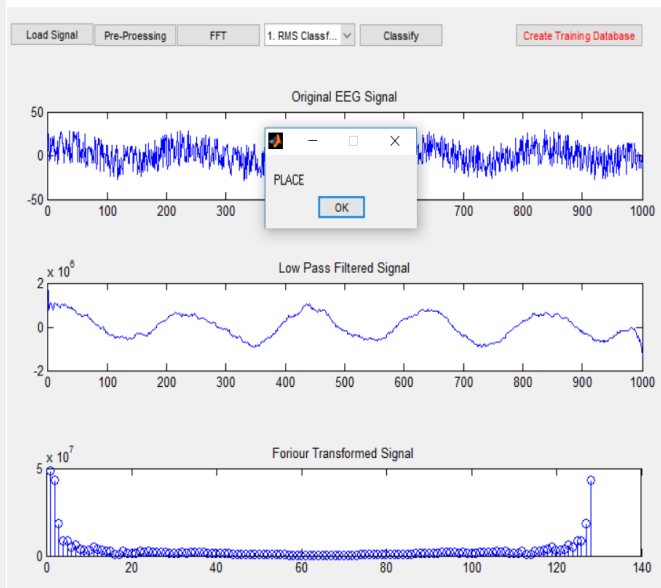 Load Signal Pre-Proessing FFT 1. RMS Classf... Classify Create Training Database
Original EEG Signal
50
0
-50
0 100 200 300 700 800 900 1000
PLACE
OK
Low Pass Filtered Signal
x 10^6
2
0
-2
0 100 200 300 400 500 600 700 800 900 1000
Foriour Transformed Signal
x 10^7
5
0
0 20 40 60 80 100 120 140